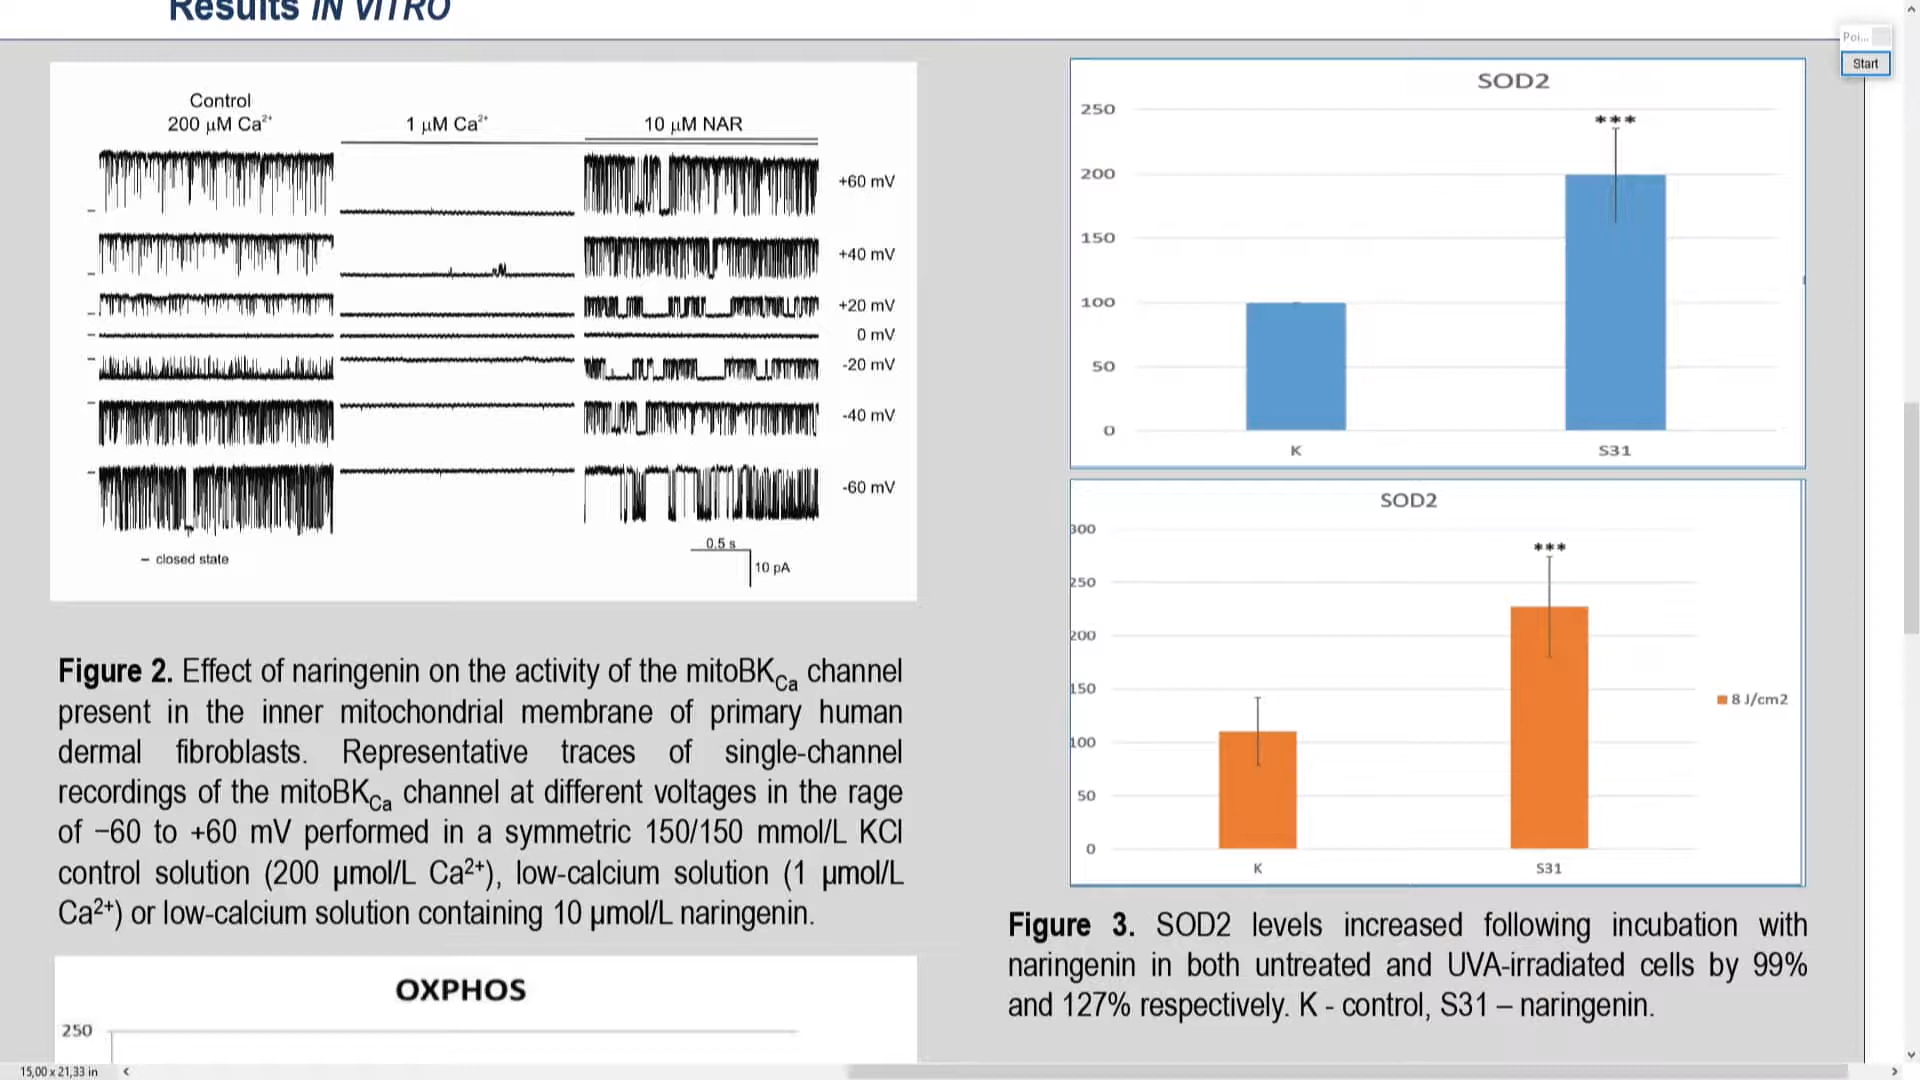 Results IN VITRO
Poi...
Start
Control
200 µM Ca²⁺
1 µM Ca²⁺
10 µM NAR
+60 mV
+40 mV
+20 mV
0 mV
-20 mV
-40 mV
-60 mV
– closed state
0.5 s
10 pA
Figure 2. Effect of naringenin on the activity of the mitoBKCa channel
present in the inner mitochondrial membrane of primary human
dermal fibroblasts. Representative traces of single-channel
recordings of the mitoBKCa channel at different voltages in the rage
of −60 to +60 mV performed in a symmetric 150/150 mmol/L KCl
control solution (200 µmol/L Ca²⁺), low-calcium solution (1 µmol/L
Ca²⁺) or low-calcium solution containing 10 µmol/L naringenin.
OXPHOS
250
SOD2
250
200
150
100
50
0
***
K
S31
SOD2
300
250
200
150
100
50
0
***
K
S31
8 J/cm2
Figure 3. SOD2 levels increased following incubation with
naringenin in both untreated and UVA-irradiated cells by 99%
and 127% respectively. K - control, S31 – naringenin.
15,00 x 21,33 in